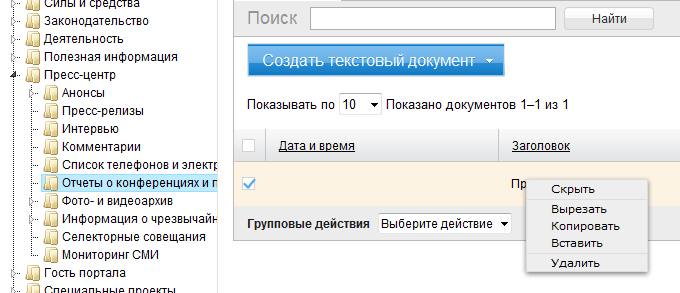 Силы и средства
Законодательство
Деятельность
Полезная информация
Пресс-центр
Анонсы
Пресс-релизы
Интервью
Комментарии
Список телефонов и электр
Отчеты о конференциях и п
Фото- и видеоархив
Информация о чрезвычайн
Селекторные совещания
Мониторинг СМИ
Гость портала
Специальные проекты
Поиск
Найти
Создать текстовый документ
Показывать по 10 Показано документов 1–1 из 1
Дата и время Заголовок
Пр
Групповые действия Выберите действие
Скрыть
Вырезать
Копировать
Вставить
Удалить